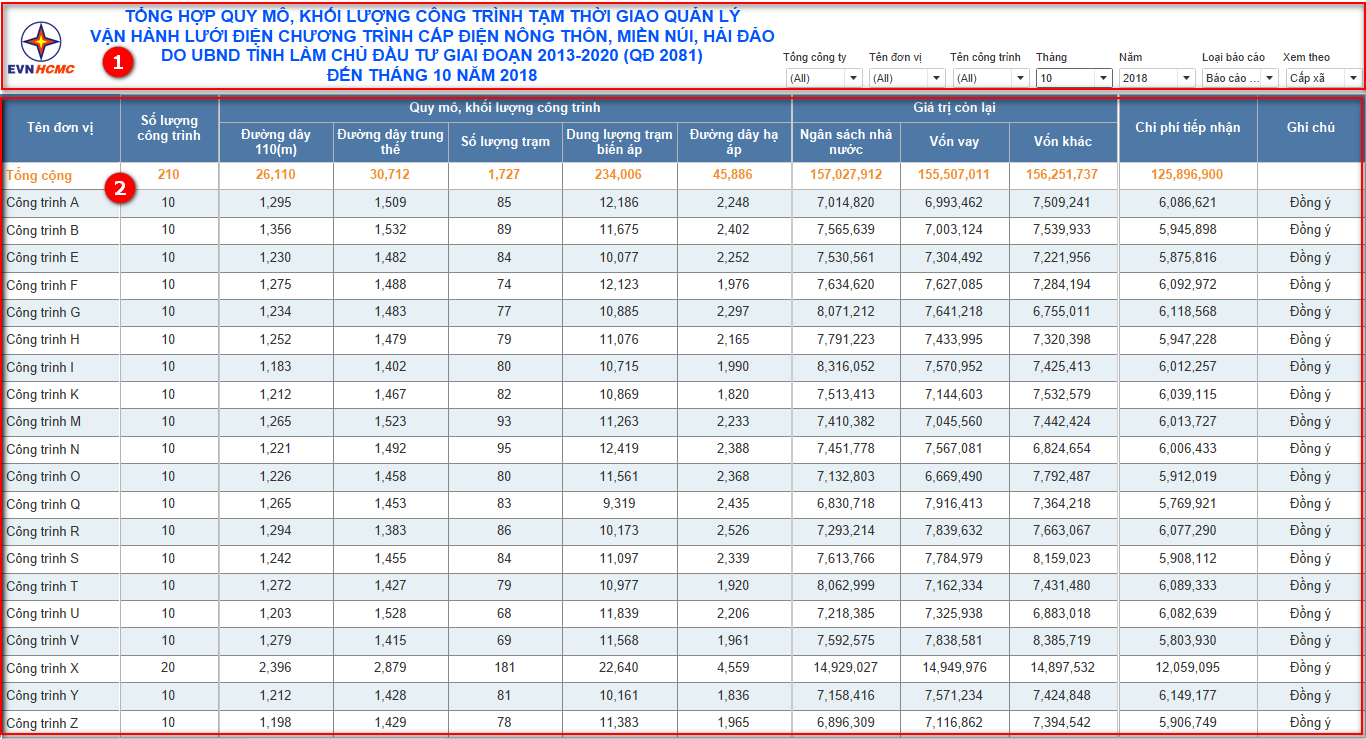 TỔNG HỢP QUY MÔ, KHỐI LƯỢNG CÔNG TRÌNH TẠM THỜI GIAO QUẢN LÝ
VẬN HÀNH LƯỚI ĐIỆN CHƯƠNG TRÌNH CẤP ĐIỆN NÔNG THÔN, MIỀN NÚI, HẢI ĐẢO
DO UBND TỈNH LÀM CHỦ ĐẦU TƯ GIAI ĐOẠN 2013-2020 (QĐ 2081)
ĐẾN THÁNG 10 NĂM 2018
EVNHCMC
1
Tổng công ty Tên đơn vị Tên công trình Tháng Năm Loại báo cáo Xem theo
(All) (All) (All) 10 2018 Báo cáo ... Cấp xã
Tên đơn vị Số lượng công trình Quy mô, khối lượng công trình Giá trị còn lại Chi phí tiếp nhận Ghi chú
Đường dây 110(m) Đường dây trung thế Số lượng trạm Dung lượng trạm biến áp Đường dây hạ áp Ngân sách nhà nước Vốn vay Vốn khác
Tổng cộng 210 26,110 30,712 1,727 234,006 45,886 157,027,912 155,507,011 156,251,737 125,896,900
2
Công trình A 10 1,295 1,509 85 12,186 2,248 7,014,820 6,993,462 7,509,241 6,086,621 Đồng ý
Công trình B 10 1,356 1,532 89 11,675 2,402 7,565,639 7,003,124 7,539,933 5,945,898 Đồng ý
Công trình E 10 1,230 1,482 84 10,077 2,252 7,530,561 7,304,492 7,221,956 5,875,816 Đồng ý
Công trình F 10 1,275 1,488 74 12,123 1,976 7,634,620 7,627,085 7,284,194 6,092,972 Đồng ý
Công trình G 10 1,234 1,483 77 10,885 2,297 8,071,212 7,641,218 6,755,011 6,118,568 Đồng ý
Công trình H 10 1,252 1,479 79 11,076 2,165 7,791,223 7,433,995 7,320,398 5,947,228 Đồng ý
Công trình I 10 1,183 1,402 80 10,715 1,990 8,316,052 7,570,952 7,425,413 6,012,257 Đồng ý
Công trình K 10 1,212 1,467 82 10,869 1,820 7,513,413 7,144,603 7,532,579 6,039,115 Đồng ý
Công trình M 10 1,265 1,523 93 11,263 2,233 7,410,382 7,045,560 7,442,424 6,013,727 Đồng ý
Công trình N 10 1,221 1,492 95 12,419 2,388 7,451,778 7,567,081 6,824,654 6,006,433 Đồng ý
Công trình O 10 1,226 1,458 80 11,561 2,368 7,132,803 6,669,490 7,792,487 5,912,019 Đồng ý
Công trình Q 10 1,265 1,453 83 9,319 2,435 6,830,718 7,916,413 7,364,218 5,769,921 Đồng ý
Công trình R 10 1,294 1,383 86 10,173 2,526 7,293,214 7,839,632 7,663,067 6,077,290 Đồng ý
Công trình S 10 1,242 1,455 84 11,097 2,339 7,613,766 7,784,979 8,159,023 5,908,112 Đồng ý
Công trình T 10 1,272 1,427 79 10,977 1,920 8,062,999 7,162,334 7,431,480 6,089,333 Đồng ý
Công trình U 10 1,203 1,528 68 11,839 2,206 7,218,385 7,325,938 6,883,018 6,082,639 Đồng ý
Công trình V 10 1,279 1,415 69 11,568 1,961 7,592,575 7,838,581 8,385,719 5,803,930 Đồng ý
Công trình X 20 2,396 2,879 181 22,640 4,559 14,929,027 14,949,976 14,897,532 12,059,095 Đồng ý
Công trình Y 10 1,212 1,428 81 10,161 1,836 7,158,416 7,571,234 7,424,848 6,149,177 Đồng ý
Công trình Z 10 1,198 1,429 78 11,383 1,965 6,896,309 7,116,862 7,394,542 5,906,749 Đồng ý